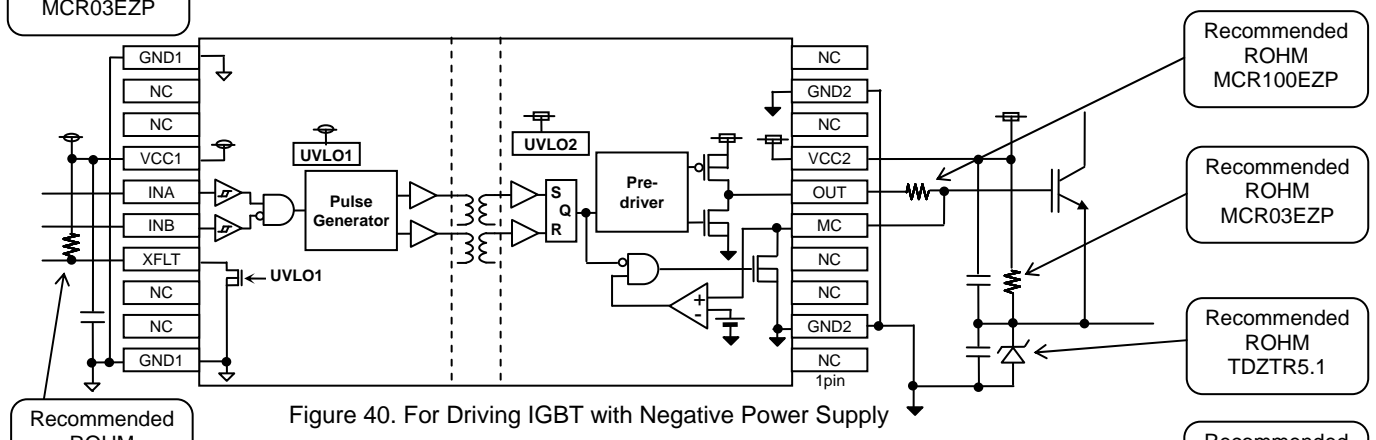 MCR03EZP
GND1
NC
NC
VCC1
INA
INB
XFLT
NC
NC
GND1
UVLO1
Pulse
Generator
UVLO1
UVLO2
S
Q
R
Pre-
driver
+
-
NC
GND2
NC
VCC2
OUT
MC
NC
NC
GND2
NC
1pin
Recommended
ROHM
MCR100EZP
Recommended
ROHM
MCR03EZP
Recommended
ROHM
TDZTR5.1
Recommended
ROHM
Figure 40. For Driving IGBT with Negative Power Supply
Recommended